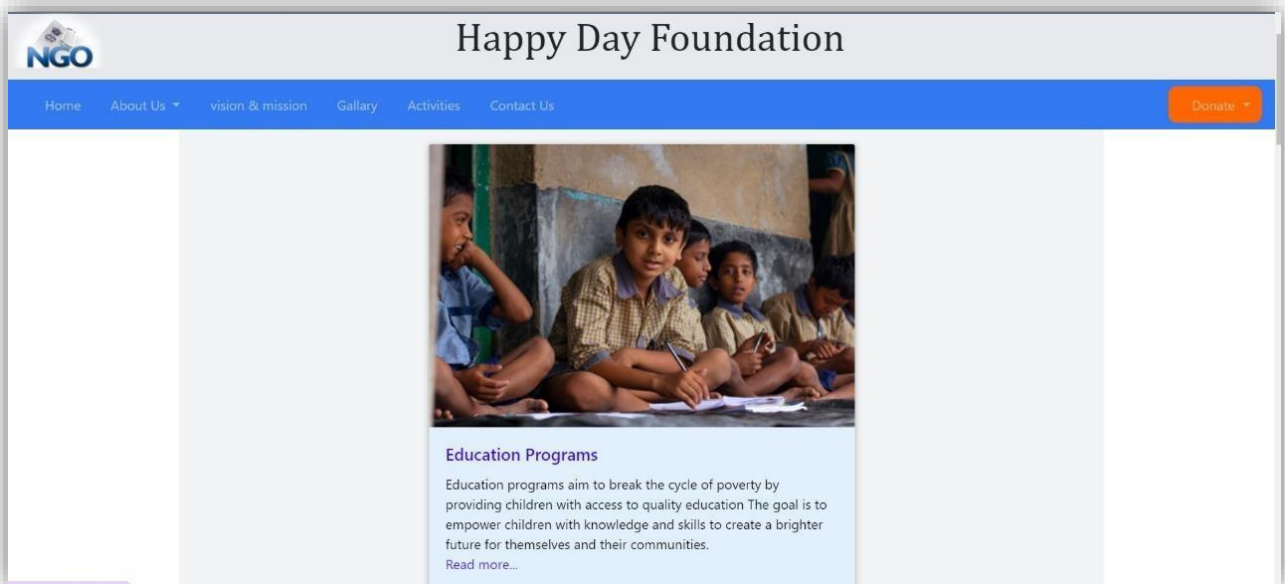 NGO
Happy Day Foundation
Home About Us vision & mission Gallary Activities Contact Us Donate
Education Programs
Education programs aim to break the cycle of poverty by
providing children with access to quality education The goal is to
empower children with knowledge and skills to create a brighter
future for themselves and their communities.
Read more...